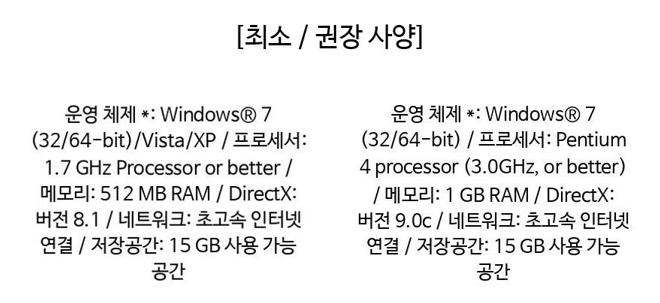 [최소 / 권장 사양]
운영 체제 *: Windows® 7
(32/64-bit)/Vista/XP / 프로세서:
1.7 GHz Processor or better /
메모리: 512 MB RAM / DirectX:
버전 8.1 / 네트워크: 초고속 인터넷
연결 / 저장공간: 15 GB 사용 가능
공간
운영 체제 *: Windows® 7
(32/64-bit) / 프로세서: Pentium
4 processor (3.0GHz, or better)
/ 메모리: 1 GB RAM / DirectX:
버전 9.0c / 네트워크: 초고속 인터넷
연결 / 저장공간: 15 GB 사용 가능
공간